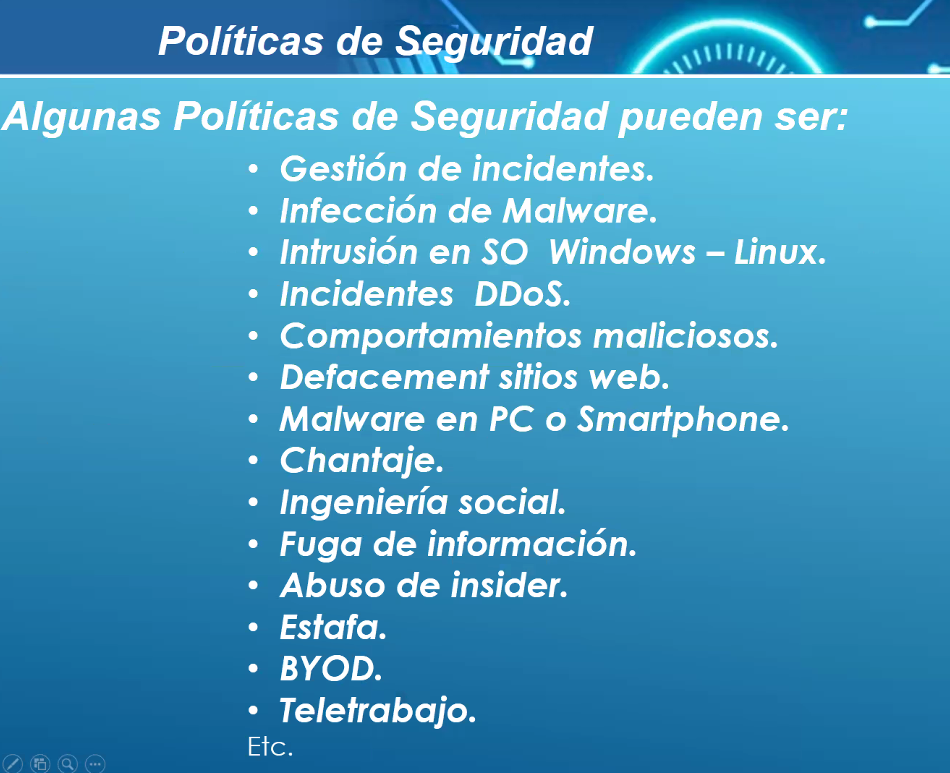 Políticas de Seguridad
Algunas Políticas de Seguridad pueden ser:
• Gestión de incidentes.
• Infección de Malware.
• Intrusión en SO  Windows – Linux.
• Incidentes  DDoS.
• Comportamientos maliciosos.
• Defacement sitios web.
• Malware en PC o Smartphone.
• Chantaje.
• Ingeniería social.
• Fuga de información.
• Abuso de insider.
• Estafa.
• BYOD.
• Teletrabajo.
Etc.